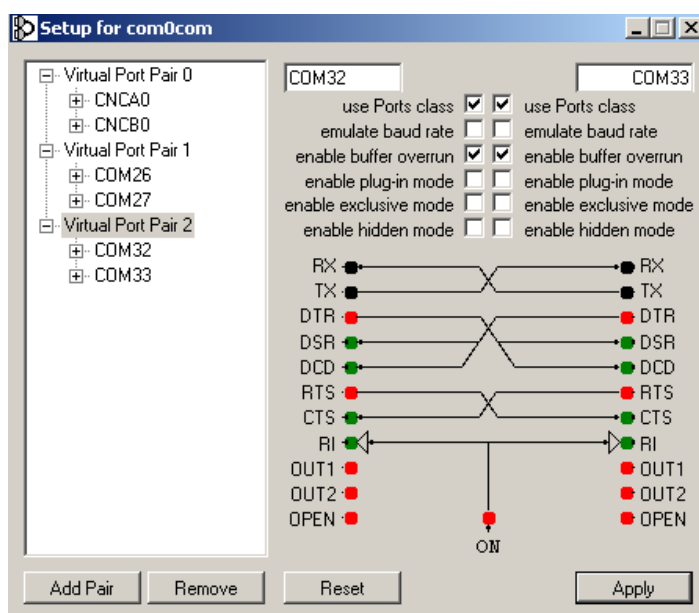 Setup for com0com
Virtual Port Pair 0
CNCA0
CNCB0
Virtual Port Pair 1
COM26
COM27
Virtual Port Pair 2
COM32
COM33
COM32 COM33
use Ports class use Ports class
emulate baud rate emulate baud rate
enable buffer overrun enable buffer overrun
enable plug-in mode enable plug-in mode
enable exclusive mode enable exclusive mode
enable hidden mode enable hidden mode
RX RX
TX TX
DTR DTR
DSR DSR
DCD DCD
RTS RTS
CTS CTS
RI RI
OUT1 OUT1
OUT2 OUT2
OPEN OPEN
ON
Add Pair Remove Reset Apply